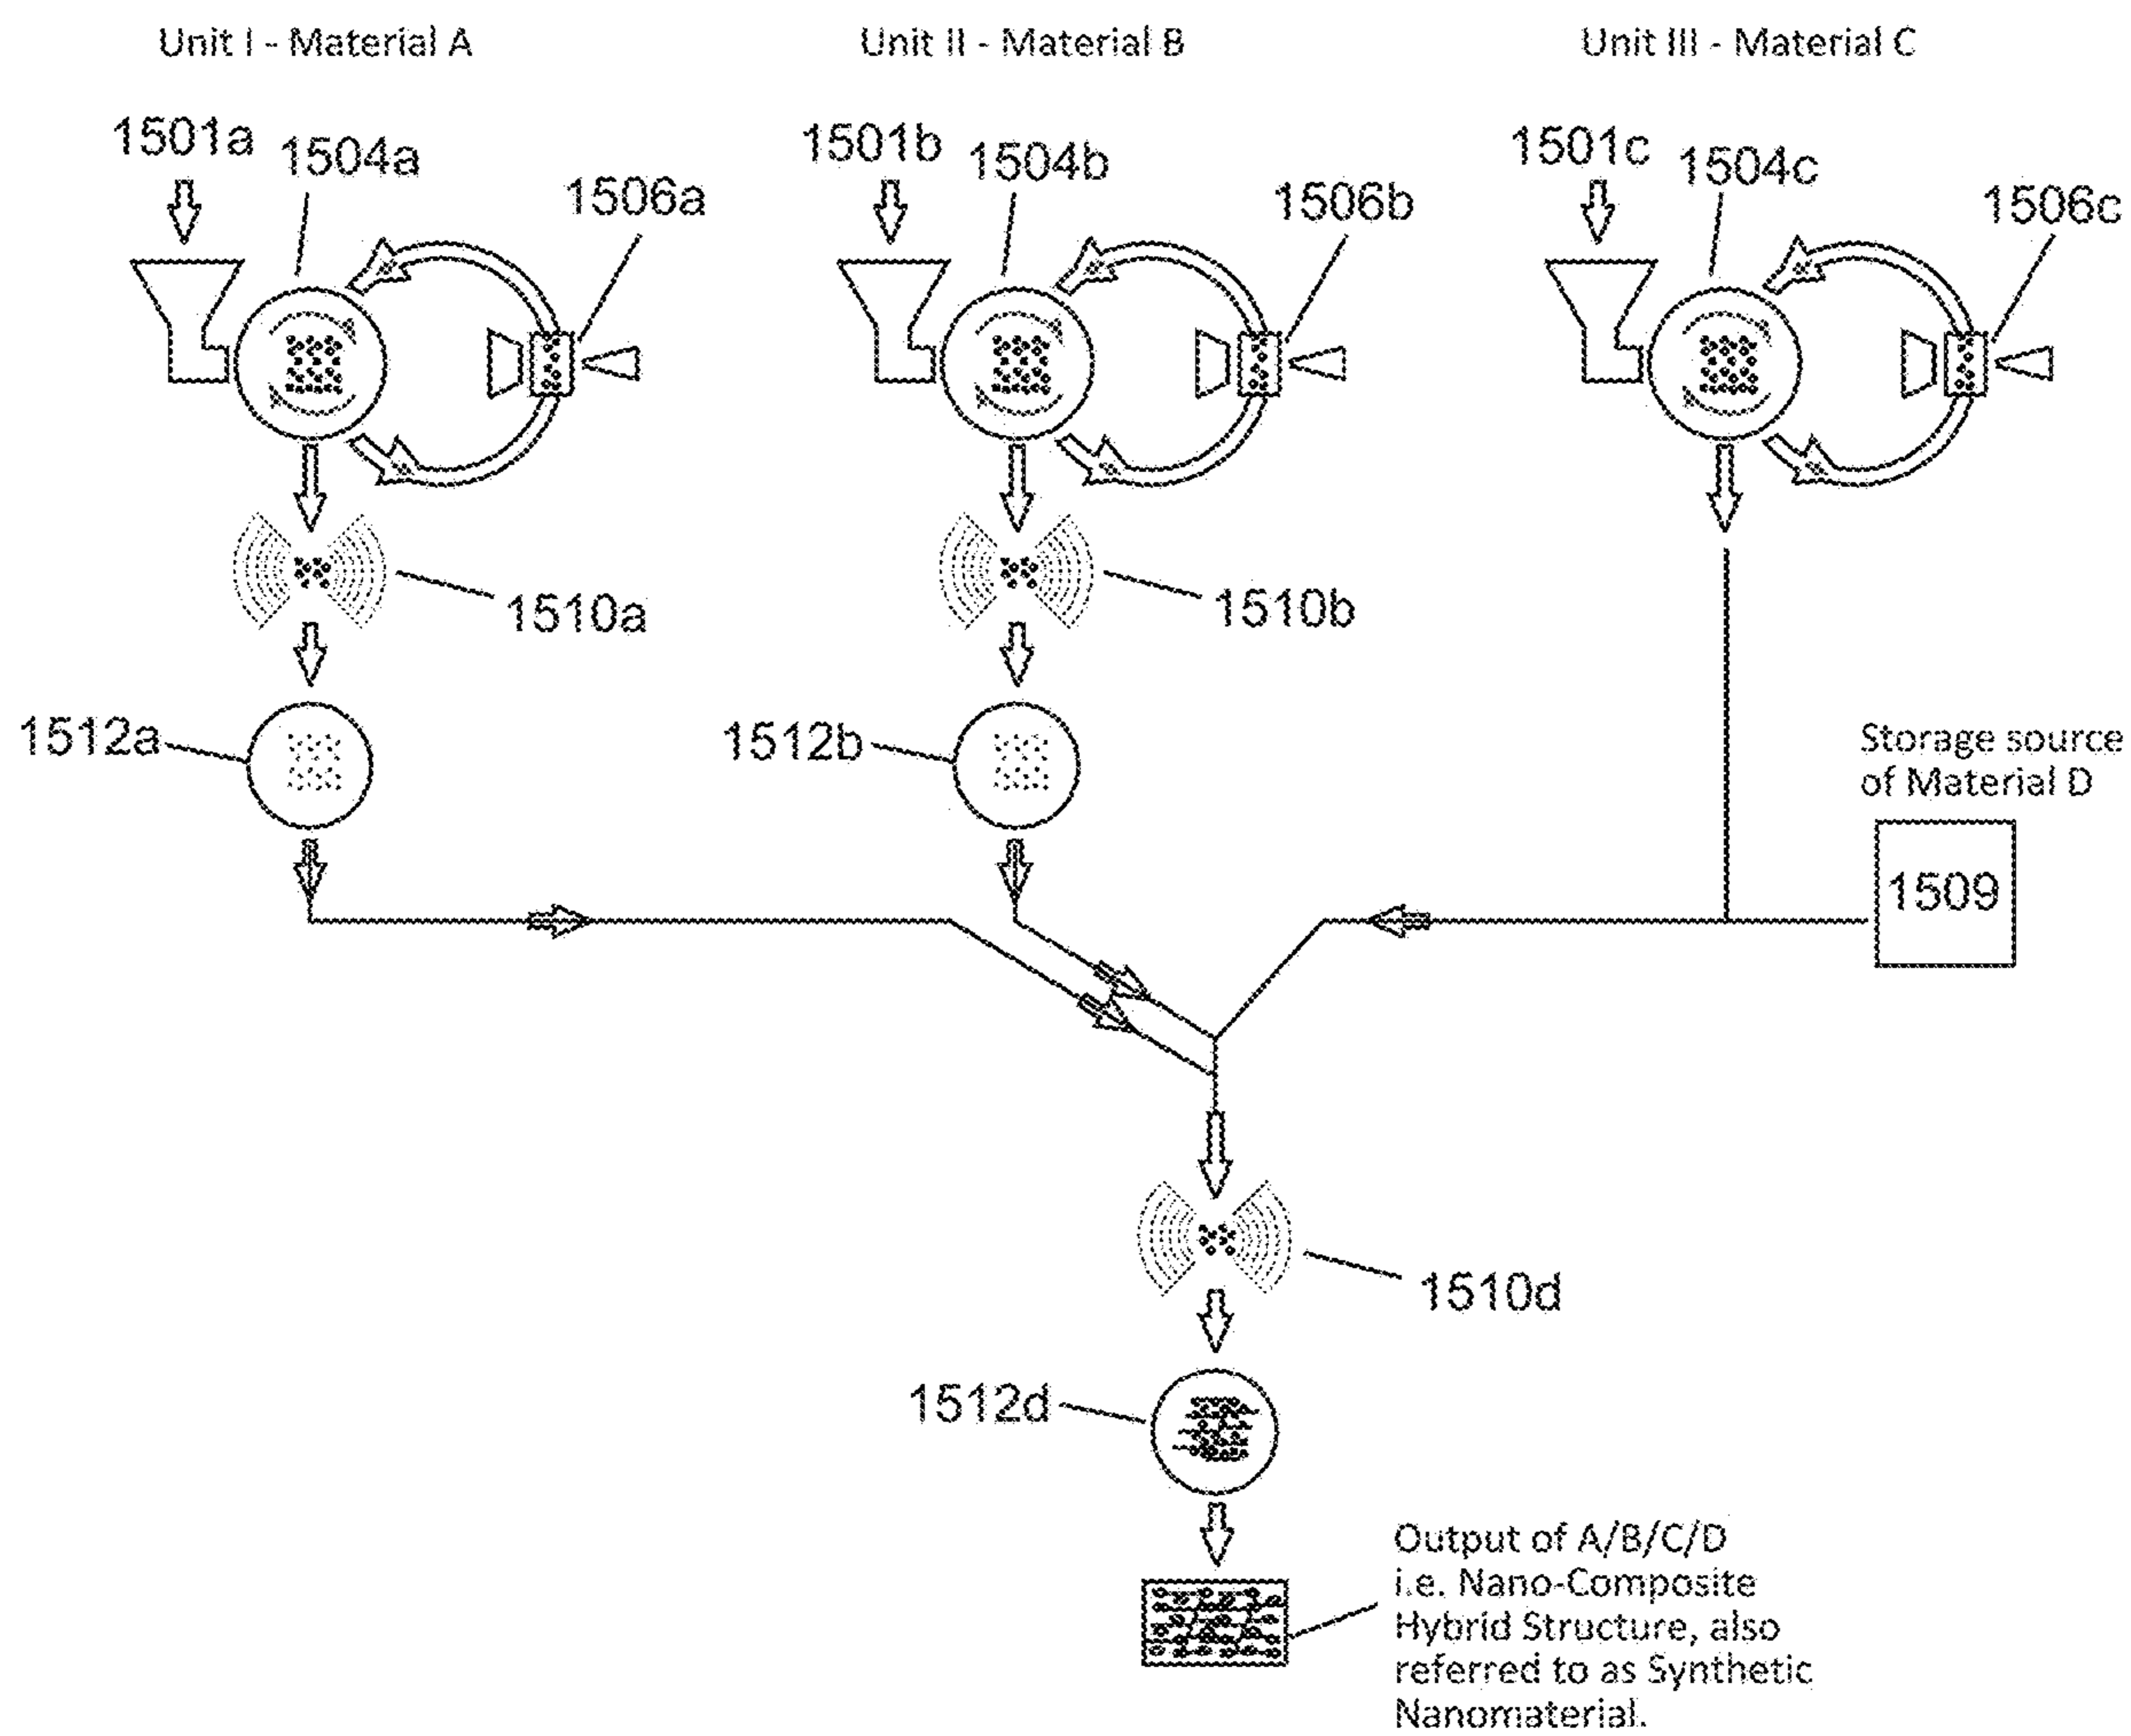 Unit I - Material A
Unit II - Material B
Unit III - Material C
1501a
1504a
1506a
1501b
1504b
1506b
1501c
1504c
1506c
1510a
1510b
1512a
1512b
Storage source
of Material D
1509
1510d
1512d
Output of A/B/C/D
i.e. Nano-Composite
Hybrid Structure, also
referred to as Synthetic
Nanomaterial.